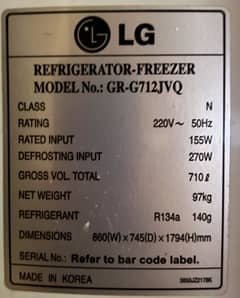 LG
REFRIGERATOR-FREEZER
MODEL No.: GR-G712JVQ
CLASS N
RATING 220V~ 50Hz
RATED INPUT 155W
DEFROSTING INPUT 270W
GROSS VOL. TOTAL 710ℓ
NET WEIGHT 97kg
REFRIGERANT R134a 140g
DIMENSIONS 860(W)×745(D)×1794(H)mm
SERIAL No.: Refer to bar code label.
MADE IN KOREA